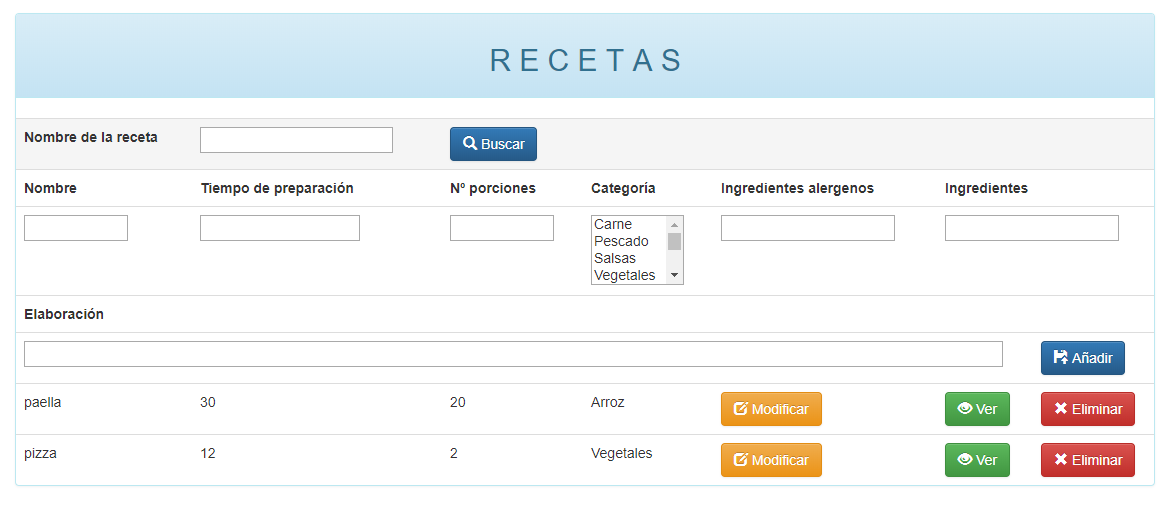 RECETAS
Nombre de la receta Buscar
Nombre Tiempo de preparación Nº porciones Categoría Ingredientes alergenos Ingredientes
Carne
Pescado
Salsas
Vegetales
Elaboración
Añadir
paella 30 20 Arroz Modificar Ver Eliminar
pizza 12 2 Vegetales Modificar Ver Eliminar